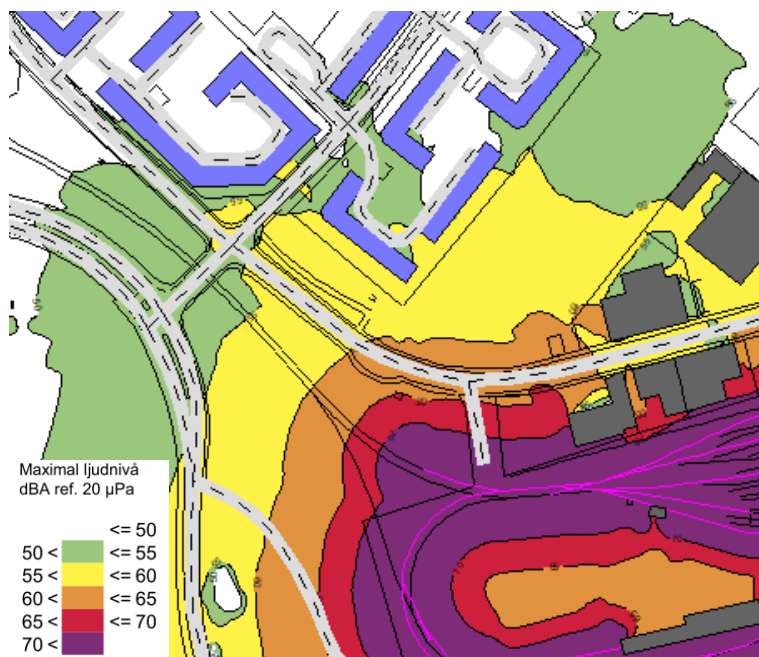 Maximal ljudnivå
dBA ref. 20 µPa
<= 50
50 < <= 55
55 < <= 60
60 < <= 65
65 < <= 70
70 <